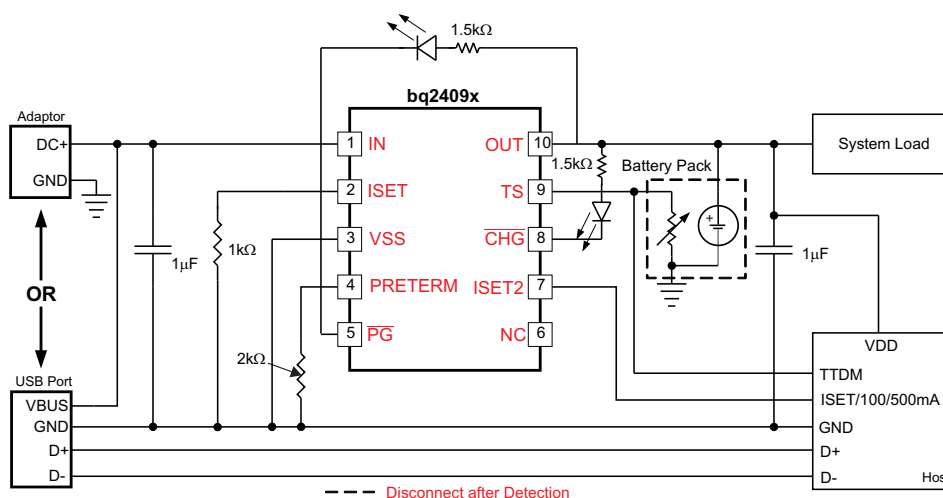 1.5kΩ
bq2409x
Adaptor
DC+
GND
1 IN
2 ISET
3 VSS
4 PRETERM
5 PG
OUT 10
TS 9
CHG 8
ISET2 7
NC 6
1.5kΩ
Battery Pack
+
System Load
1μF
1kΩ
2kΩ
1μF
OR
USB Port
VBUS
GND
D+
D-
VDD
TTDM
ISET/100/500mA
GND
D+
D-
Hos
Disconnect after Detection